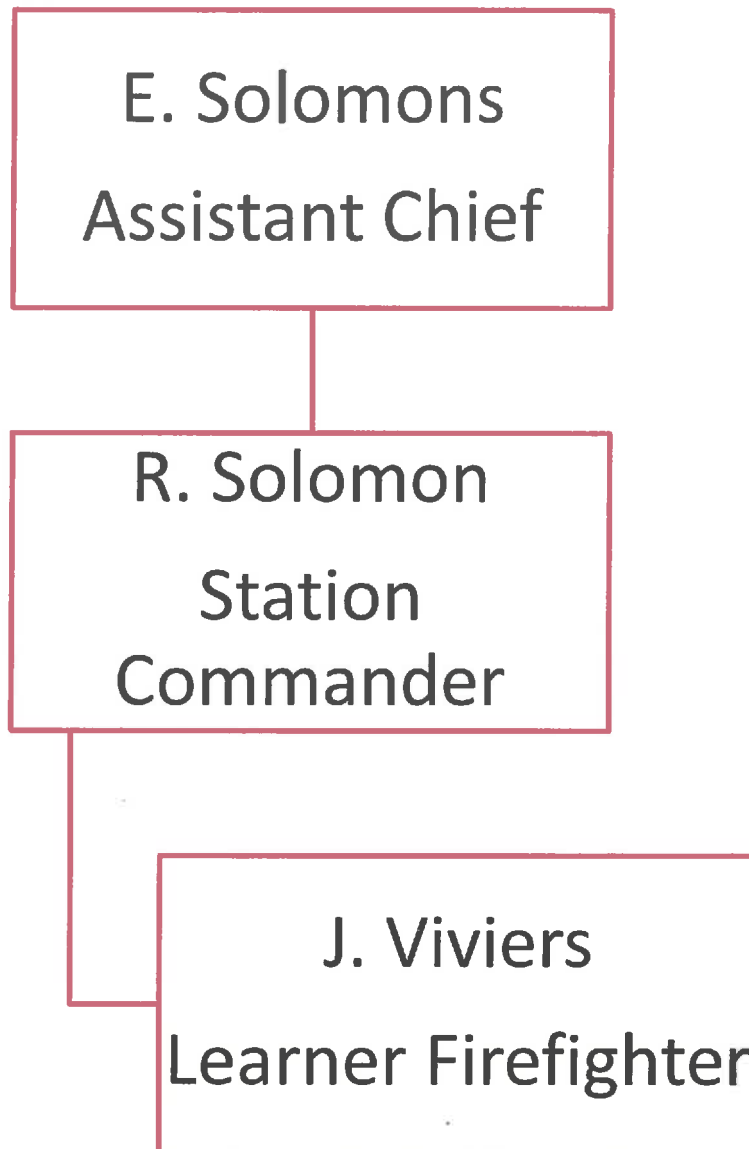 E. Solomons
Assistant Chief
R. Solomon
Station
Commander
J. Viviers
Learner Firefighter